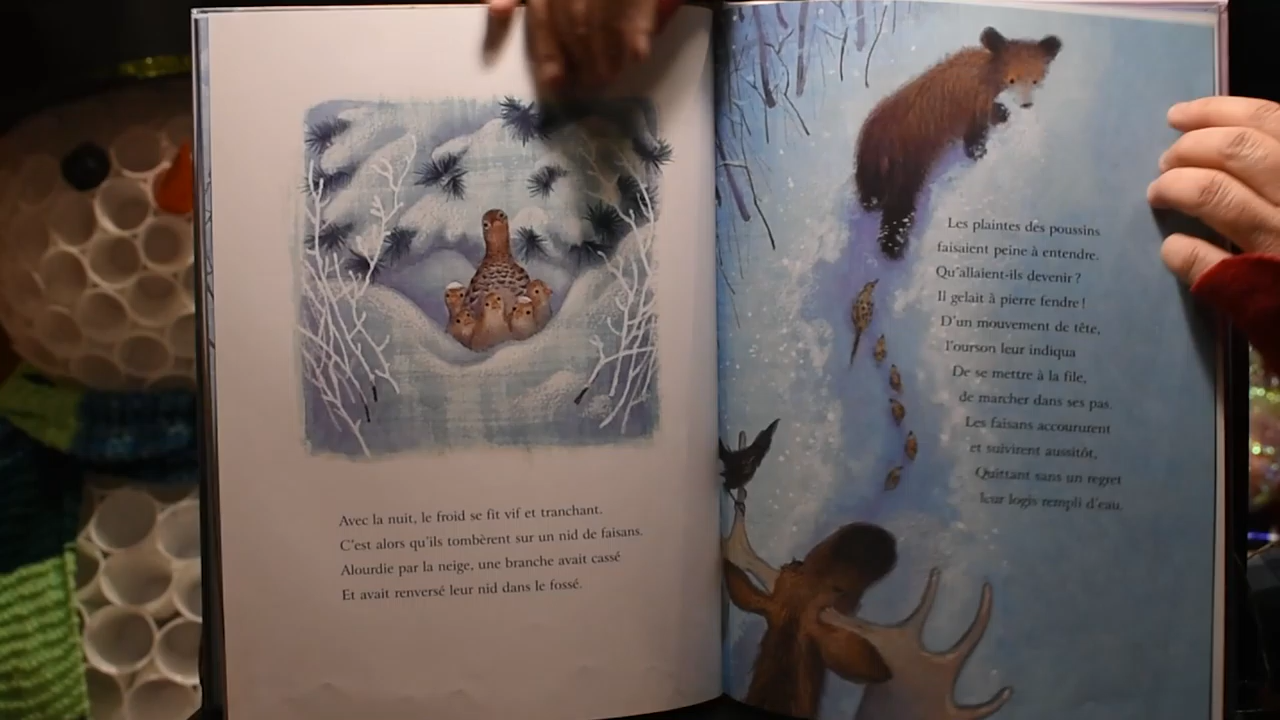 Avec la nuit, le froid se fit vif et tranchant.
C'est alors qu'ils tombèrent sur un nid de faisans.
Alourdie par la neige, une branche avait cassé
Et avait renversé leur nid dans le fossé.
Les plaintes des poussins
faisaient peine à entendre.
Qu'allaient-ils devenir ?
Il gelait à pierre fendre !
D'un mouvement de tête,
l'ourson leur indiqua
De se mettre à la file,
de marcher dans ses pas.
Les faisans accoururent
et suivirent aussitôt,
Quittant sans un regret
leur logis rempli d'eau.